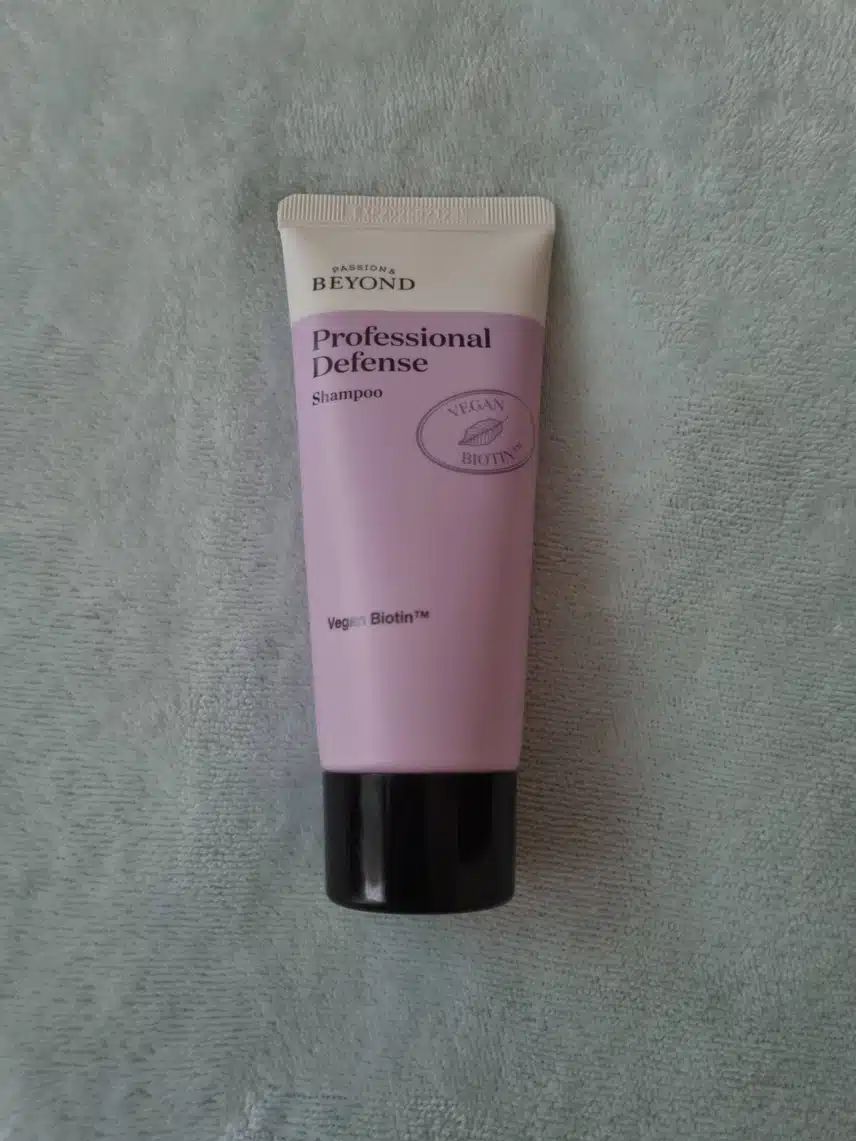 PASSION &
BEYOND
Professional
Defense
Shampoo
VEGAN
BIOTIN™
Vegan Biotin™